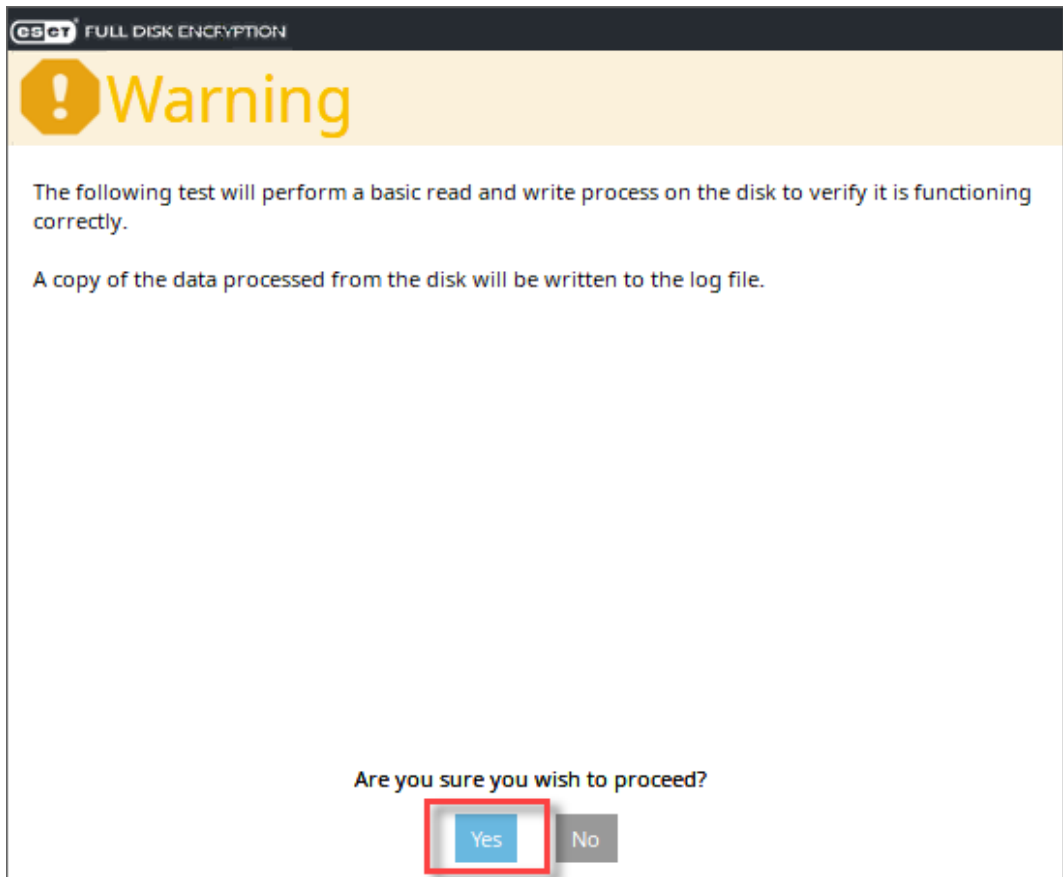 eset FULL DISK ENCRYPTION
Warning
The following test will perform a basic read and write process on the disk to verify it is functioning
correctly.
A copy of the data processed from the disk will be written to the log file.
Are you sure you wish to proceed?
Yes No